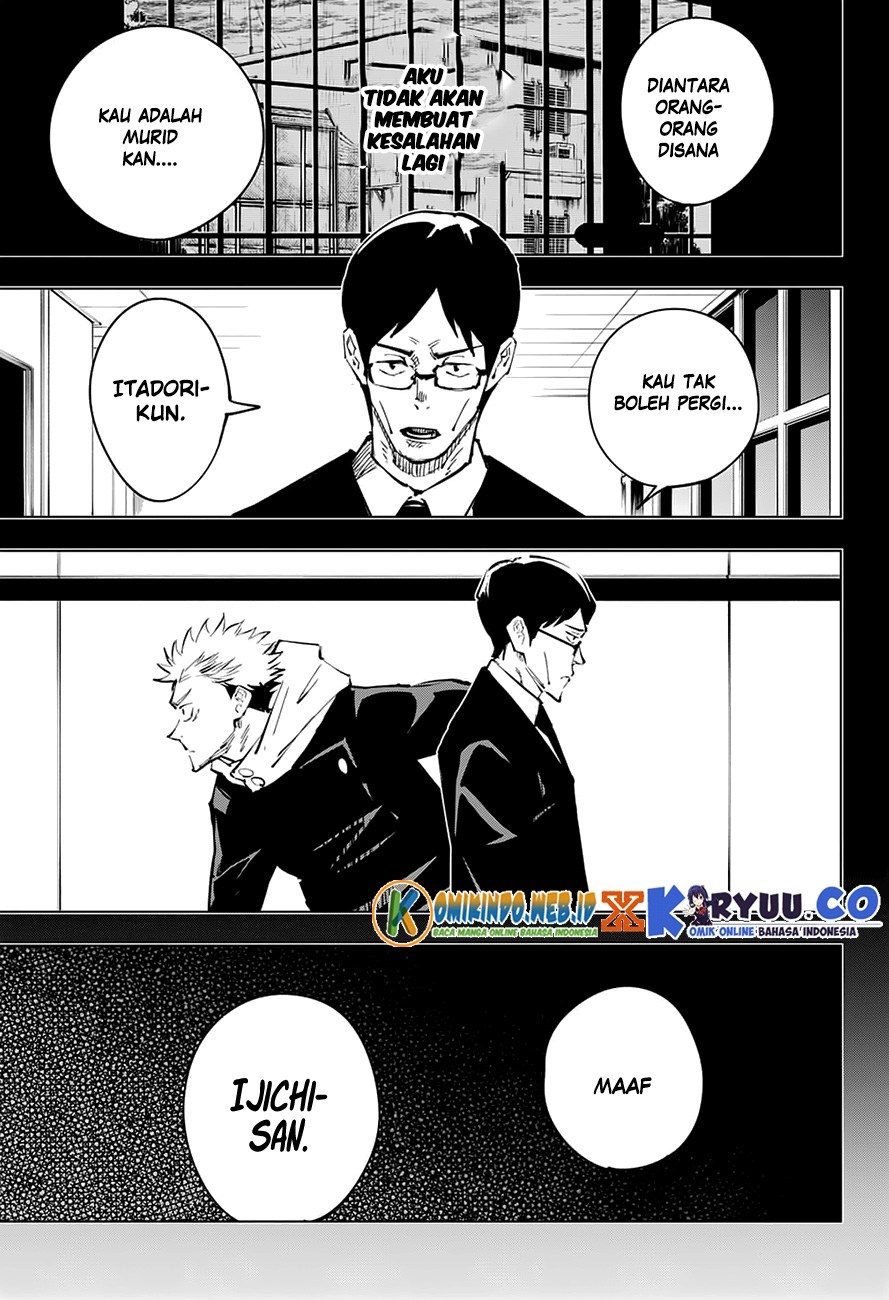 DIANTARA
ORANG-
ORANG
DISANA
AKU
TIDAK AKAN
MEMBUAT
KESALAHAN
LAGI
KAU ADALAH
MURID
KAN....
KAU TAK
BOLEH PERGI...
ITADORI-
KUN.
KOMIKINDO.WEB.ID X KIRYUU.CO
BACA MANGA ONLINE BAHASA INDONESIA
OMIK ONLINE BAHASA INDONESIA
MAAF
IJICHI-
SAN.